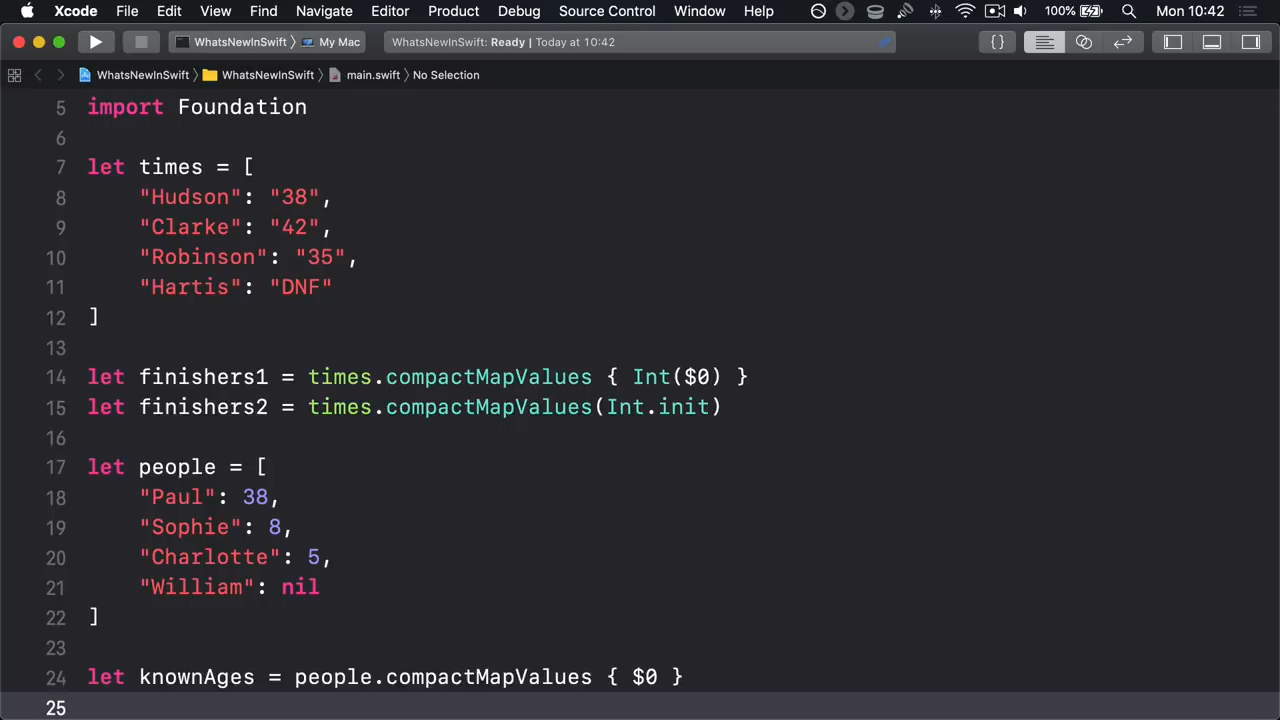 Xcode File Edit View Find Navigate Editor Product Debug Source Control Window Help 100% Mon 10:42
WhatsNewInSwift 〉 My Mac WhatsNewInSwift: Ready | Today at 10:42 {}
WhatsNewInSwift 〉 WhatsNewInSwift 〉 main.swift 〉 No Selection
5 import Foundation
6
7 let times = [
8 "Hudson": "38",
9 "Clarke": "42",
10 "Robinson": "35",
11 "Hartis": "DNF"
12 ]
13
14 let finishers1 = times.compactMapValues { Int($0) }
15 let finishers2 = times.compactMapValues(Int.init)
16
17 let people = [
18 "Paul": 38,
19 "Sophie": 8,
20 "Charlotte": 5,
21 "William": nil
22 ]
23
24 let knownAges = people.compactMapValues { $0 }
25